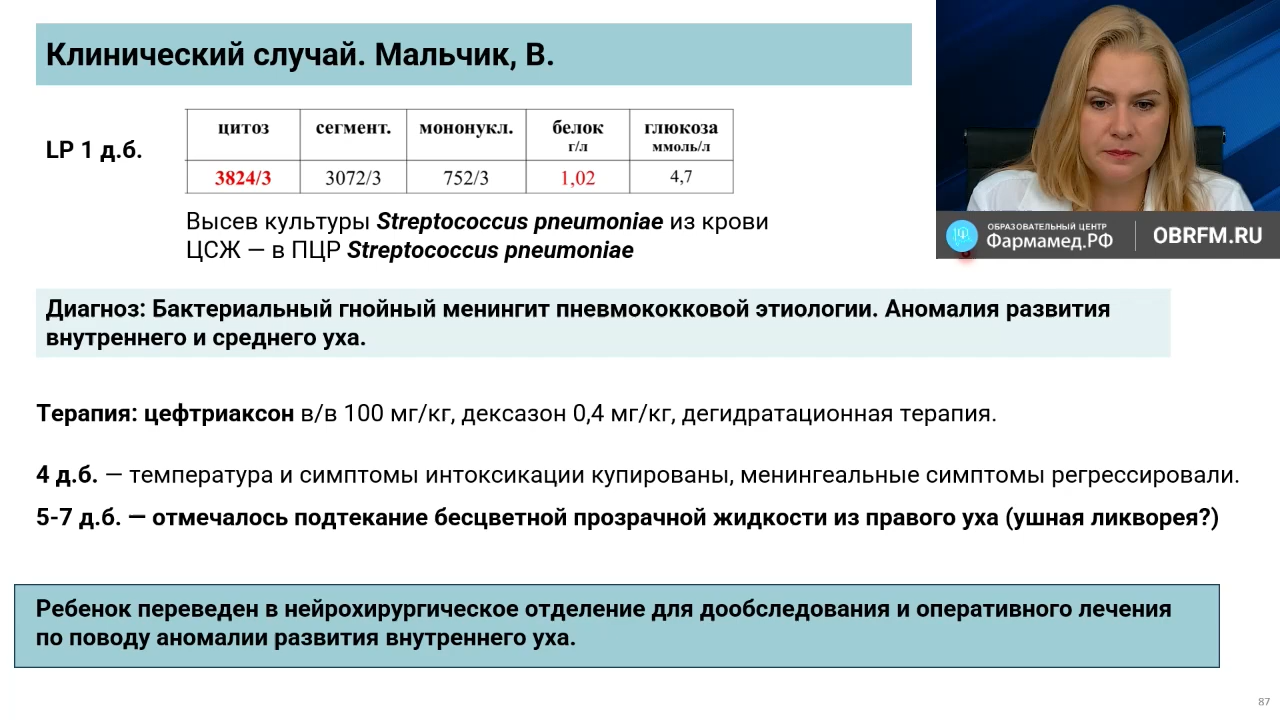 Клинический случай. Мальчик, В.
LP 1 д.б.
цитоз сегмент. мононукл. белок г/л глюкоза ммоль/л
3824/3 3072/3 752/3 1,02 4,7
Высев культуры Streptococcus pneumoniae из крови
ЦСЖ — в ПЦР Streptococcus pneumoniae
ОБРАЗОВАТЕЛЬНЫЙ ЦЕНТР
Фармамед.РФ
OBRFM.RU
Диагноз: Бактериальный гнойный менингит пневмококковой этиологии. Аномалия развития
внутреннего и среднего уха.
Терапия: цефтриаксон в/в 100 мг/кг, дексазон 0,4 мг/кг, дегидратационная терапия.
4 д.б. — температура и симптомы интоксикации купированы, менингеальные симптомы регрессировали.
5-7 д.б. — отмечалось подтекание бесцветной прозрачной жидкости из правого уха (ушная ликворея?)
Ребенок переведен в нейрохирургическое отделение для дообследования и оперативного лечения
по поводу аномалии развития внутреннего уха.
87